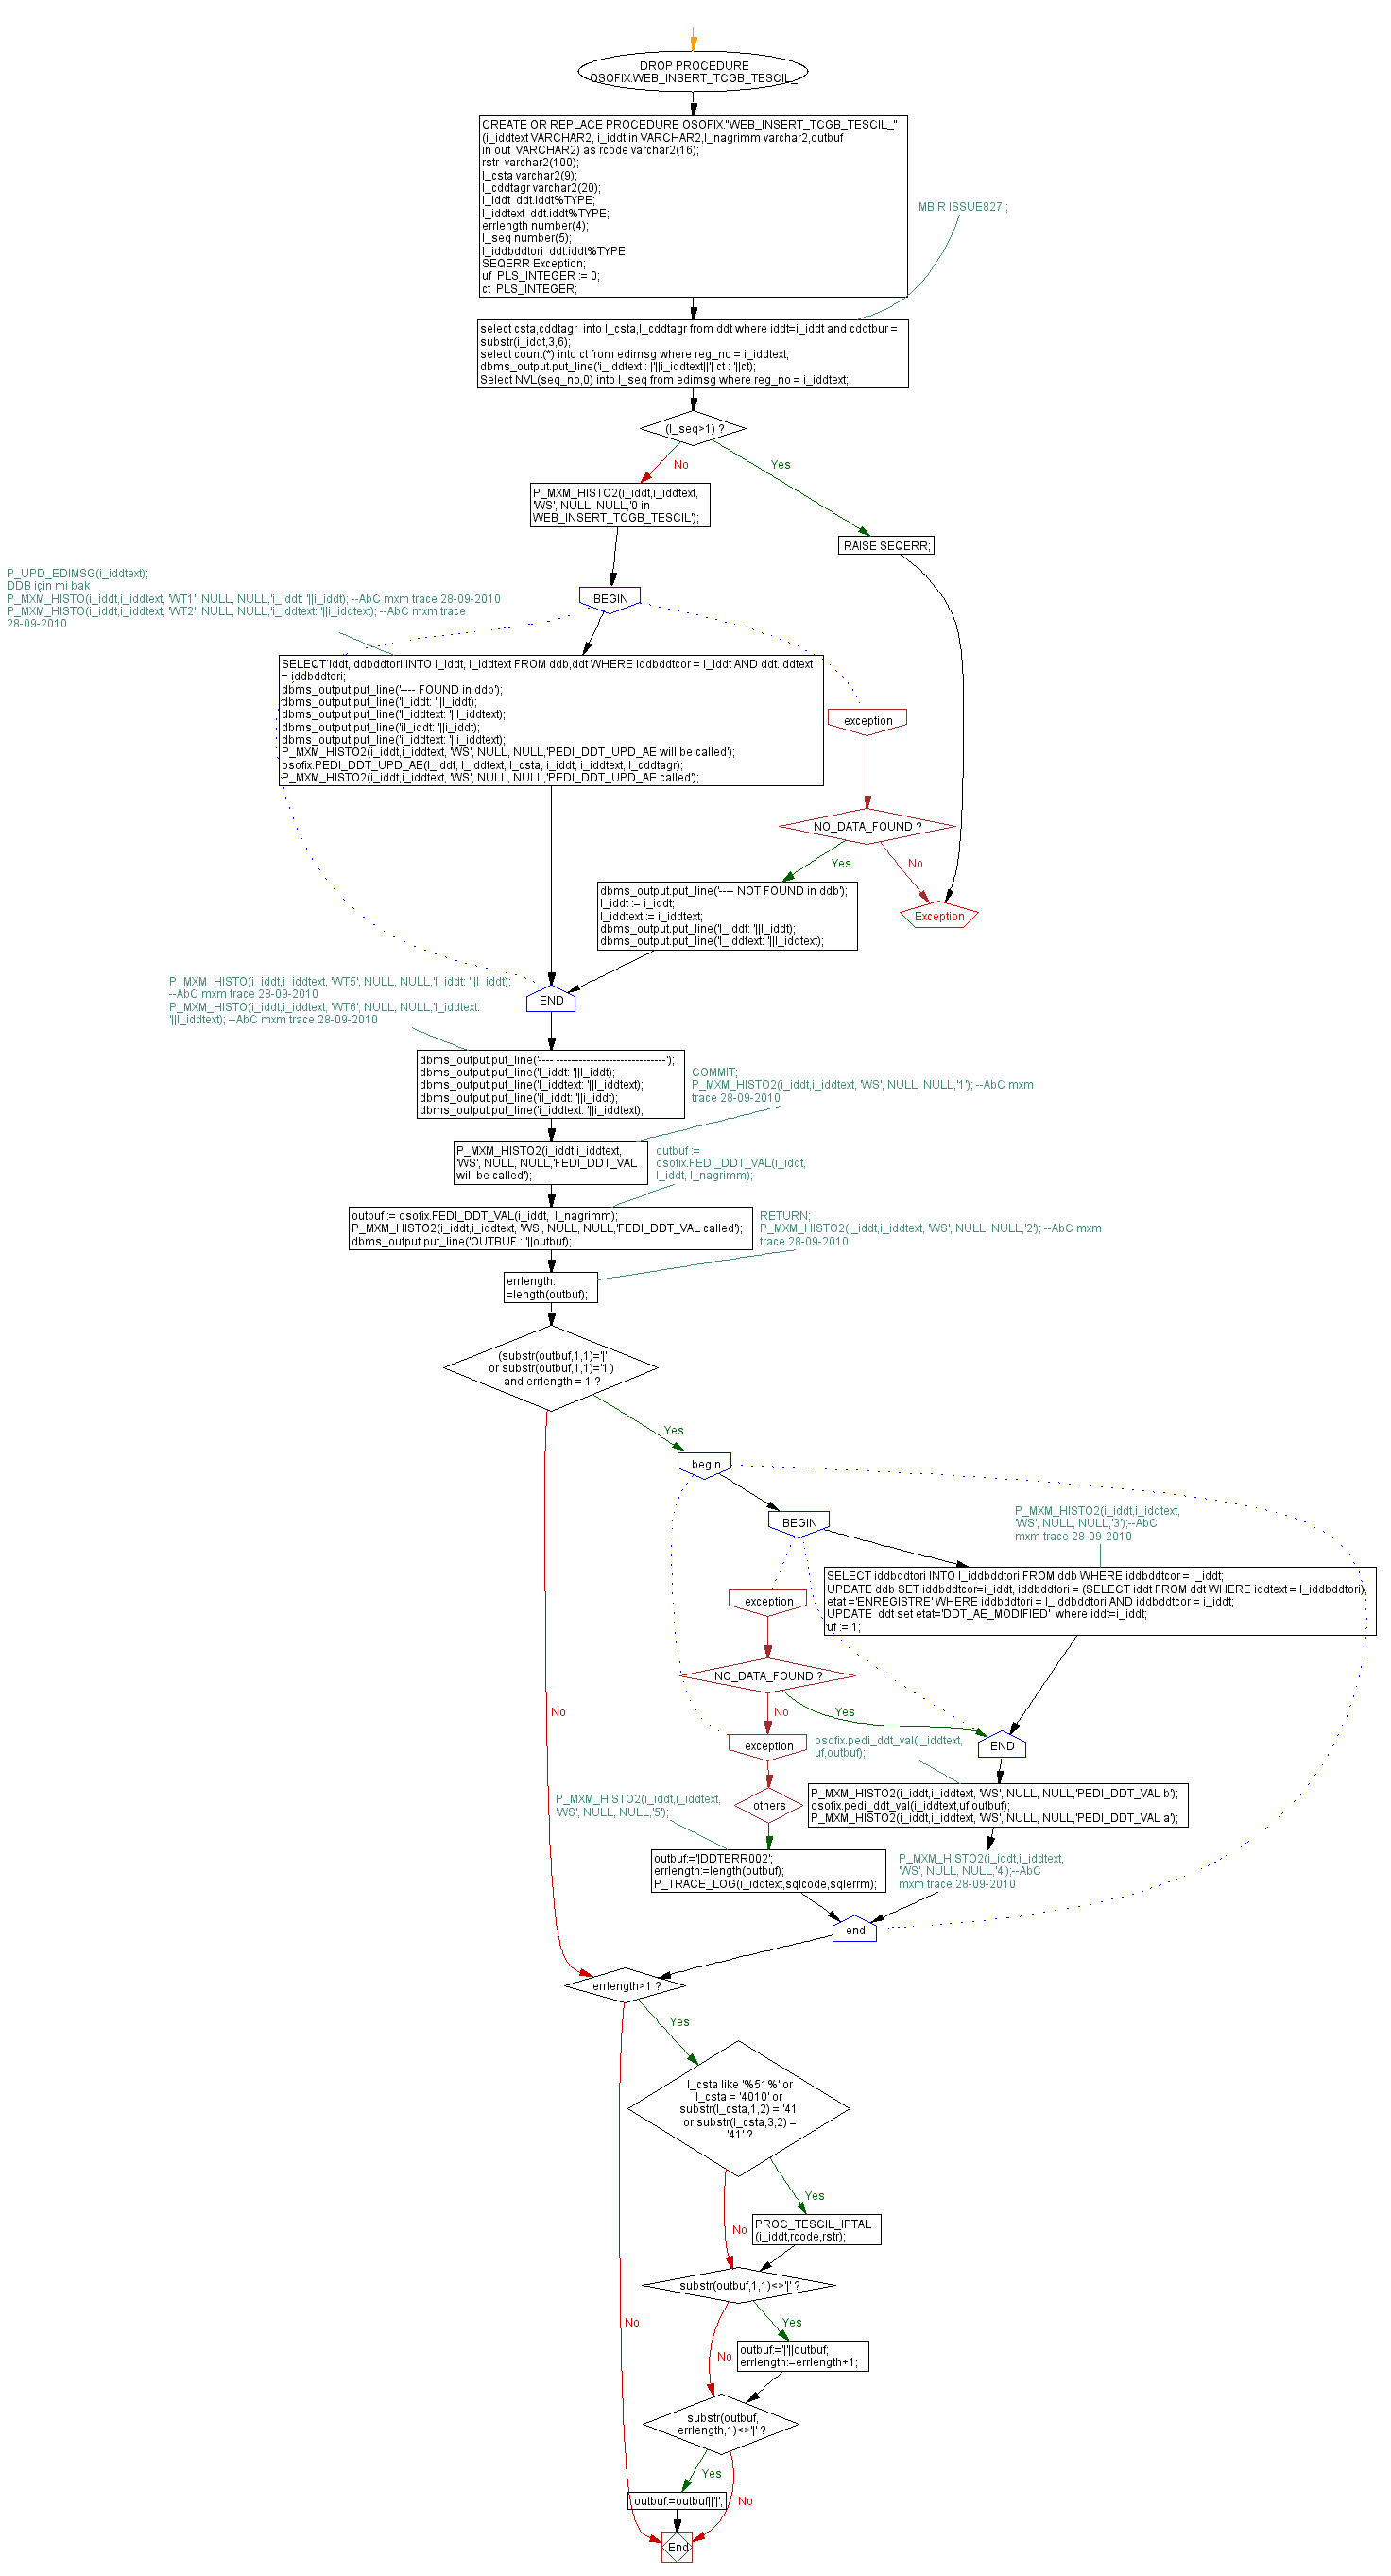 DROP PROCEDURE
OSOFIX.WEB_INSERT_TCGB_TESCIL_;
CREATE OR REPLACE PROCEDURE OSOFIX."WEB_INSERT_TCGB_TESCIL_"
(i_iddtext VARCHAR2, i_iddt in VARCHAR2,l_nagrimm varchar2,outbuf
in out  VARCHAR2) as rcode varchar2(16);
rstr  varchar2(100);
l_csta varchar2(9);
l_cddtagr varchar2(20);
l_iddt  ddt.iddt%TYPE;
l_iddtext  ddt.iddt%TYPE;
errlength number(4);
l_seq number(5);
l_iddbddtori  ddt.iddt%TYPE;
SEQERR Exception;
uf  PLS_INTEGER := 0;
ct  PLS_INTEGER;
MBIR ISSUE827 ;
select csta,cddtagr  into l_csta,l_cddtagr from ddt where iddt=i_iddt and cddtbur =
substr(i_iddt,3,6);
select count(*) into ct from edimsg where reg_no = i_iddtext;
dbms_output.put_line('i_iddtext : |'||i_iddtext||'| ct : '||ct);
Select NVL(seq_no,0) into l_seq from edimsg where reg_no = i_iddtext;
(l_seq>1) ?
No
Yes
P_MXM_HISTO2(i_iddt,i_iddtext,
'WS', NULL, NULL,'0 in
WEB_INSERT_TCGB_TESCIL');
RAISE SEQERR;
P_UPD_EDIMSG(i_iddtext);
DDB için mi bak
P_MXM_HISTO(i_iddt,i_iddtext, 'WT1', NULL, NULL,'i_iddt: '||i_iddt); --AbC mxm trace 28-09-2010
P_MXM_HISTO(i_iddt,i_iddtext, 'WT2', NULL, NULL,'i_iddtext: '||i_iddtext); --AbC mxm trace
28-09-2010
BEGIN
SELECT iddt,iddbddtori INTO l_iddt, l_iddtext FROM ddb,ddt WHERE iddbddtcor = i_iddt AND ddt.iddtext
= iddbddtori;
dbms_output.put_line('---- FOUND in ddb');
dbms_output.put_line('l_iddt: '||l_iddt);
dbms_output.put_line('l_iddtext: '||l_iddtext);
dbms_output.put_line('il_iddt: '||i_iddt);
dbms_output.put_line('i_iddtext: '||i_iddtext);
P_MXM_HISTO2(i_iddt,i_iddtext, 'WS', NULL, NULL,'PEDI_DDT_UPD_AE will be called');
osofix.PEDI_DDT_UPD_AE(l_iddt, l_iddtext, l_csta, i_iddt, i_iddtext, l_cddtagr);
P_MXM_HISTO2(i_iddt,i_iddtext, 'WS', NULL, NULL,'PEDI_DDT_UPD_AE called');
exception
NO_DATA_FOUND ?
Yes
No
dbms_output.put_line('---- NOT FOUND in ddb');
l_iddt := i_iddt;
l_iddtext := i_iddtext;
dbms_output.put_line('l_iddt: '||l_iddt);
dbms_output.put_line('l_iddtext: '||l_iddtext);
Exception
P_MXM_HISTO(i_iddt,i_iddtext, 'WT5', NULL, NULL,'l_iddt: '||l_iddt);
--AbC mxm trace 28-09-2010
P_MXM_HISTO(i_iddt,i_iddtext, 'WT6', NULL, NULL,'l_iddtext:
'||l_iddtext); --AbC mxm trace 28-09-2010
END
dbms_output.put_line('---- -----------------------------');
dbms_output.put_line('l_iddt: '||l_iddt);
dbms_output.put_line('l_iddtext: '||l_iddtext);
dbms_output.put_line('il_iddt: '||i_iddt);
dbms_output.put_line('i_iddtext: '||i_iddtext);
COMMIT;
P_MXM_HISTO2(i_iddt,i_iddtext, 'WS', NULL, NULL,'1'); --AbC mxm
trace 28-09-2010
P_MXM_HISTO2(i_iddt,i_iddtext,
'WS', NULL, NULL,'FEDI_DDT_VAL
will be called');
outbuf :=
osofix.FEDI_DDT_VAL(i_iddt,
l_iddt, l_nagrimm);
outbuf := osofix.FEDI_DDT_VAL(i_iddt,  l_nagrimm);
P_MXM_HISTO2(i_iddt,i_iddtext, 'WS', NULL, NULL,'FEDI_DDT_VAL called');
dbms_output.put_line('OUTBUF : '||outbuf);
RETURN;
P_MXM_HISTO2(i_iddt,i_iddtext, 'WS', NULL, NULL,'2'); --AbC mxm
trace 28-09-2010
errlength:
=length(outbuf);
(substr(outbuf,1,1)='|'
or substr(outbuf,1,1)='1')
and errlength = 1 ?
Yes
begin
BEGIN
P_MXM_HISTO2(i_iddt,i_iddtext,
'WS', NULL, NULL,'3');--AbC
mxm trace 28-09-2010
SELECT iddbddtori INTO l_iddbddtori FROM ddb WHERE iddbddtcor = i_iddt;
UPDATE ddb SET iddbddtcor=i_iddt, iddbddtori = (SELECT iddt FROM ddt WHERE iddtext = l_iddbddtori),
etat ='ENREGISTRE' WHERE iddbddtori = l_iddbddtori AND iddbddtcor = i_iddt;
UPDATE  ddt set etat='DDT_AE_MODIFIED'  where iddt=i_iddt;
uf := 1;
exception
NO_DATA_FOUND ?
No
No
Yes
exception
osofix.pedi_ddt_val(l_iddtext,
uf,outbuf);
END
P_MXM_HISTO2(i_iddt,i_iddtext,
'WS', NULL, NULL,'5');
others
P_MXM_HISTO2(i_iddt,i_iddtext, 'WS', NULL, NULL,'PEDI_DDT_VAL b');
osofix.pedi_ddt_val(i_iddtext,uf,outbuf);
P_MXM_HISTO2(i_iddt,i_iddtext, 'WS', NULL, NULL,'PEDI_DDT_VAL a');
outbuf:='|DDTERR002';
errlength:=length(outbuf);
P_TRACE_LOG(i_iddtext,sqlcode,sqlerrm);
P_MXM_HISTO2(i_iddt,i_iddtext,
'WS', NULL, NULL,'4');--AbC
mxm trace 28-09-2010
end
errlength>1 ?
Yes
l_csta like '%51%' or
l_csta = '4010' or
substr(l_csta,1,2) = '41'
or substr(l_csta,3,2) =
'41' ?
Yes
No
PROC_TESCIL_IPTAL
(i_iddt,rcode,rstr);
substr(outbuf,1,1)<>'|' ?
No
Yes
No
outbuf:='|'||outbuf;
errlength:=errlength+1;
substr(outbuf,
errlength,1)<>'|' ?
Yes
No
outbuf:=outbuf||'|';
End